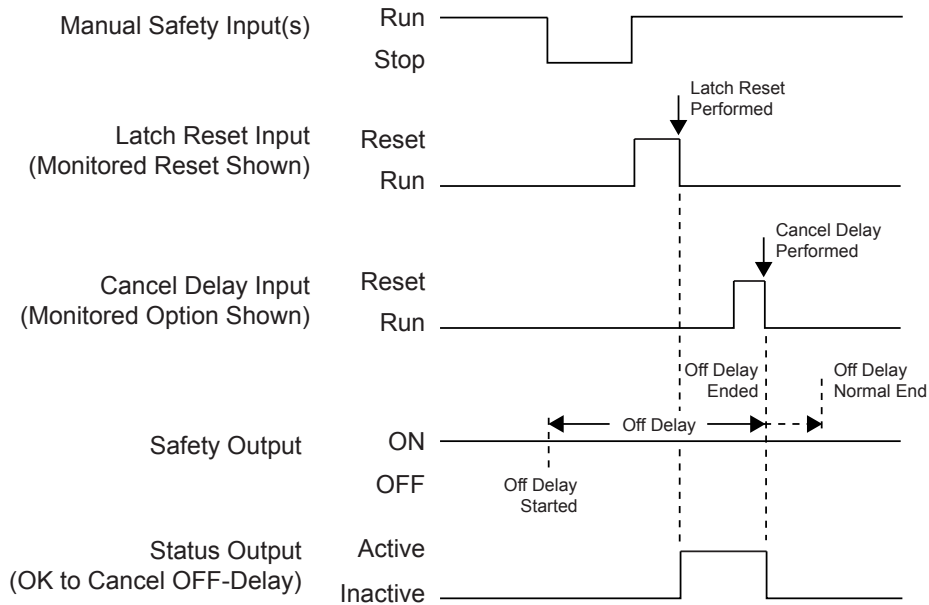 Manual Safety Input(s)
Run
Stop
Latch Reset
Performed
Latch Reset Input
(Monitored Reset Shown)
Reset
Run
Cancel Delay
Performed
Cancel Delay Input
(Monitored Option Shown)
Reset
Run
Off Delay
Ended
Off Delay
Normal End
Off Delay
Safety Output
ON
OFF
Off Delay
Started
Status Output
(OK to Cancel OFF-Delay)
Active
Inactive